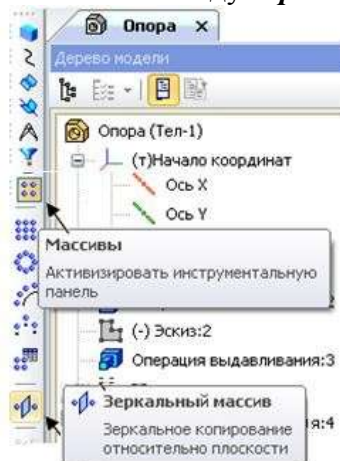 Опора
Дерево модели
Опора (Тел-1)
(т)Начало координат
Ось X
Ось Y
Массивы
Активизировать инструментальную
панель
(-) Эскиз:2
Операция выдавливания:3
Зеркальный массив
Зеркальное копирование
относительно плоскости